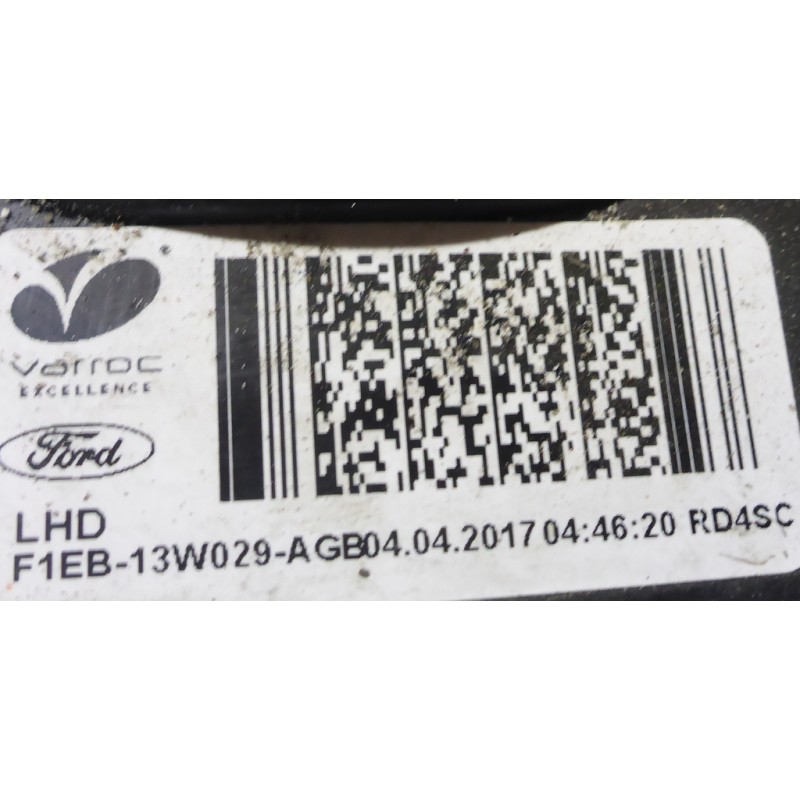 varroc
EXCELLENCE
Ford
LHD
F1EB-13W029-AGB04.04.2017 04:46:20 RD4SC